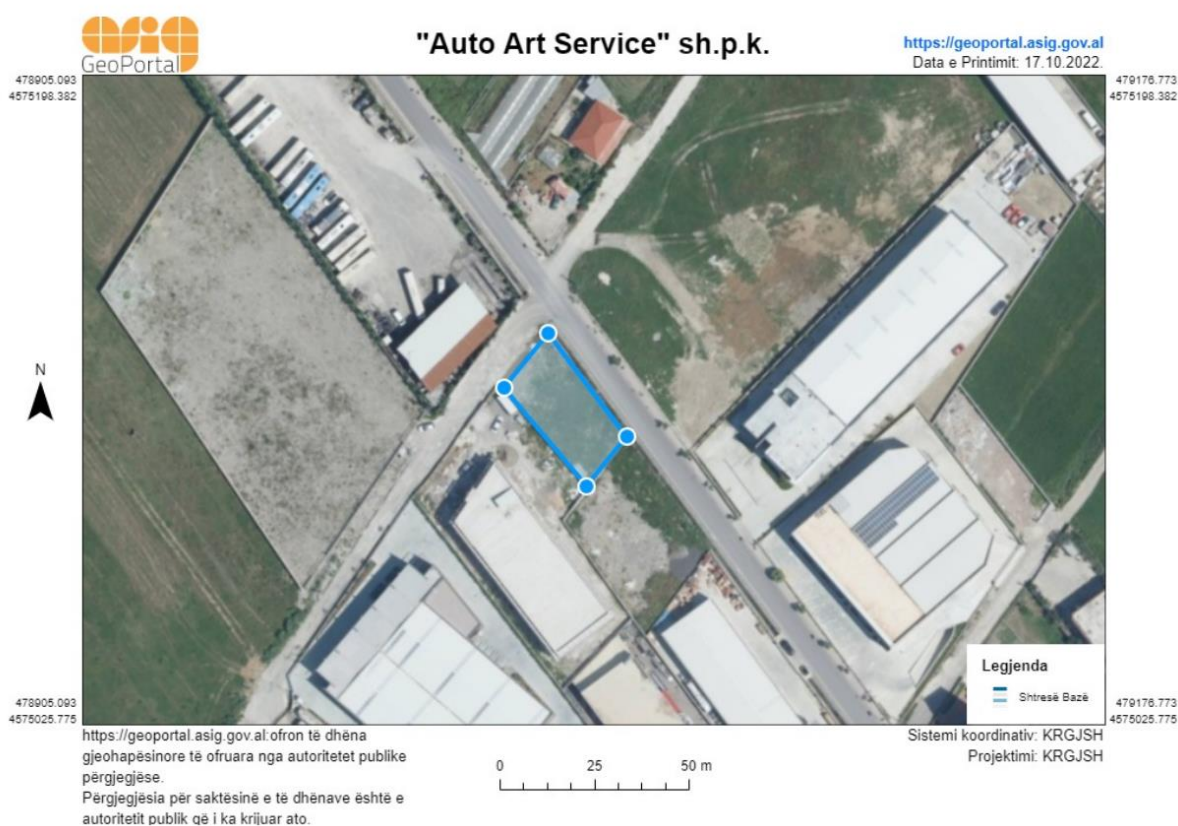 asig
GeoPortal
"Auto Art Service" sh.p.k.
https://geoportal.asig.gov.al
Data e Printimit: 17.10.2022.
478905.093
4575198.382
479176.773
4575198.382
N
Legjenda
Shtresë Bazë
478905.093
4575025.775
479176.773
4575025.775
https://geoportal.asig.gov.al:ofron të dhëna
gjeohapësinore të ofruara nga autoritetet publike
përgjegjëse.
Përgjegjësia për saktësinë e të dhënave është e
autoritetit publik që i ka krijuar ato.
0 25 50 m
Sistemi koordinativ: KRGJSH
Projektimi: KRGJSH